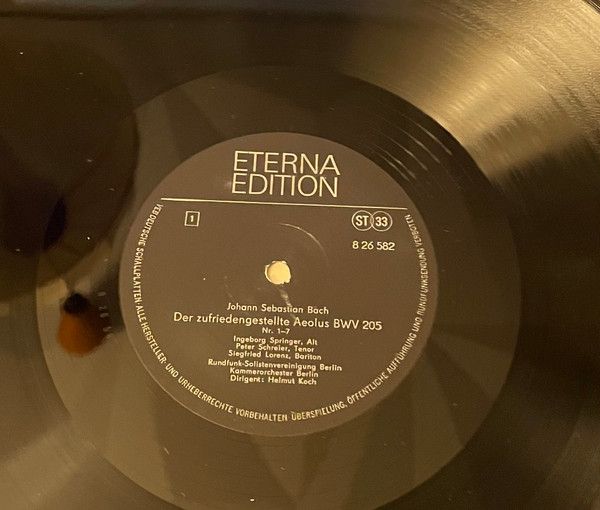 ETERNA
EDITION
1
ST 33
8 26 582
Johann Sebastian Bach
Der zufriedengestellte Aeolus BWV 205
Nr. 1–7
Ingeborg Springer, Alt
Peter Schreier, Tenor
Siegfried Lorenz, Bariton
Rundfunk-Solistenvereinigung Berlin
Kammerorchester Berlin
Dirigent: Helmut Koch
VEB DEUTSCHE SCHALLPLATTEN · ALLE HERSTELLER- UND URHEBERRECHTE VORBEHALTEN ÜBERSPIELUNG, ÖFFENTLICHE AUFFÜHRUNG UND RUNDFUNKSENDUNG VERBOTEN